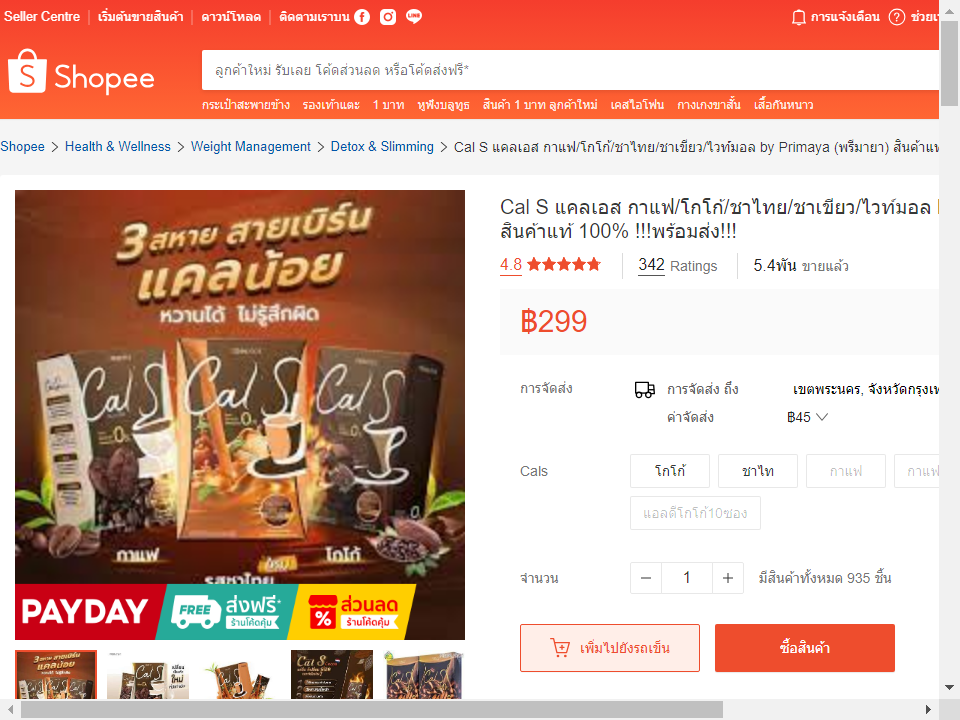 Seller Centre
เริ่มต้นขายสินค้า
ดาวน์โหลด
ติดตามเราบน
การแจ้งเตือน
Shopee
ลูกค้าใหม่ รับเลย โค้ดส่วนลด หรือโค้ดส่งฟรี*
กระเป๋าสะพายข้าง รองเท้าแตะ 1 บาท หูฟังบลูทูธ สินค้า 1 บาท ลูกค้าใหม่ เคสไอโฟน กางเกงขาสั้น เสื้อกันหนาว
Shopee > Health & Wellness > Weight Management > Detox & Slimming > Cal S แคลเอส กาแฟ/โกโก้/ชาไทย/ชาเขียว/ไวท์มอล by Primaya (พรีมายา)
3 สหาย สายเบิร์น
แคลน้อย
หวานได้ ไม่รู้สึกผิด
Cal S
Cal S
Cal S
กาแฟ
โกโก้
รสชาไทย
PAYDAY
FREE ส่งฟรี*
ร้านโค้ดคุ้ม
% ส่วนลด
ร้านโค้ดคุ้ม
Cal S แคลเอส กาแฟ/โกโก้/ชาไทย/ชาเขียว/ไวท์มอล
สินค้าแท้ 100% !!!พร้อมส่ง!!!
4.8
342 Ratings
5.4พัน ขายแล้ว
฿299
การจัดส่ง
การจัดส่ง ถึง
เขตพระนคร,
ค่าจัดส่ง
฿45
Cals
โกโก้
ชาไท
กาแฟ
กาแฟ
แอลดีโกโก้10ซอง
จำนวน
1
มีสินค้าทั้งหมด 935 ชิ้น
เพิ่มไปยังรถเข็น
ซื้อสินค้า